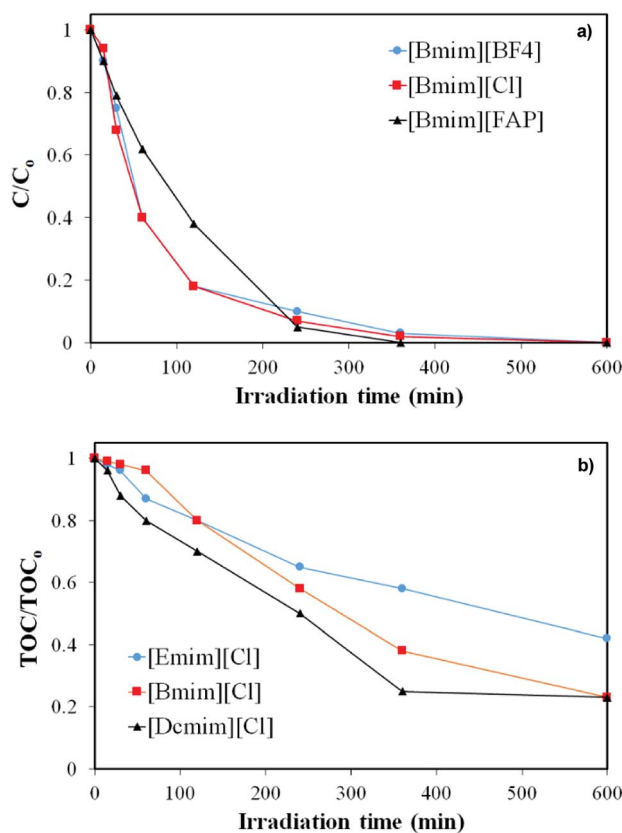 a)
[Bmim][BF4]
[Bmim][Cl]
[Bmim][FAP]
C/Co
1
0.8
0.6
0.4
0.2
0
0 100 200 300 400 500 600
Irradiation time (min)
b)
TOC/TOCo
1
0.8
0.6
0.4
0.2
0
[Emim][Cl]
[Bmim][Cl]
[Dcmim][Cl]
0 100 200 300 400 500 600
Irradiation time (min)